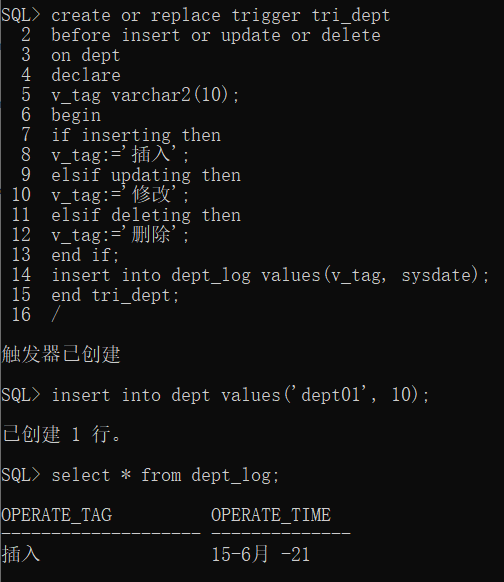 SQL> create or replace trigger tri_dept
2 before insert or update or delete
3 on dept
4 declare
5 v_tag varchar2(10);
6 begin
7 if inserting then
8 v_tag:='插入';
9 elsif updating then
10 v_tag:='修改';
11 elsif deleting then
12 v_tag:='删除';
13 end if;
14 insert into dept_log values(v_tag, sysdate);
15 end tri_dept;
16 /
触发器已创建
SQL> insert into dept values('dept01', 10);
已创建 1 行。
SQL> select * from dept_log;
OPERATE_TAG OPERATE_TIME
-------------------- --------------
插入 15-6月 -21